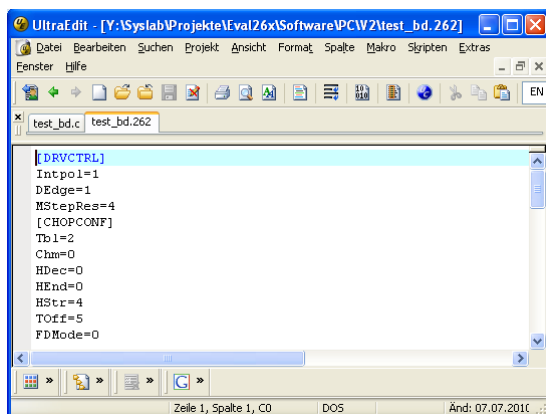 UltraEdit - [Y:\Syslab\Projekte\Eval26x\Software\PC\V2\test_bd.262]
Datei Bearbeiten Suchen Projekt Ansicht Format Spalte Makro Skripten Extras
Fenster Hilfe
EN
test_bd.c test_bd.262
[DRVCTRL]
Intpol=1
DEdge=1
MStepRes=4
[CHOPCONF]
Tbl=2
Chm=0
HDec=0
HEnd=0
HStr=4
TOff=5
FDMode=0
Zeile 1, Spalte 1, C0 DOS Änd: 07.07.2010